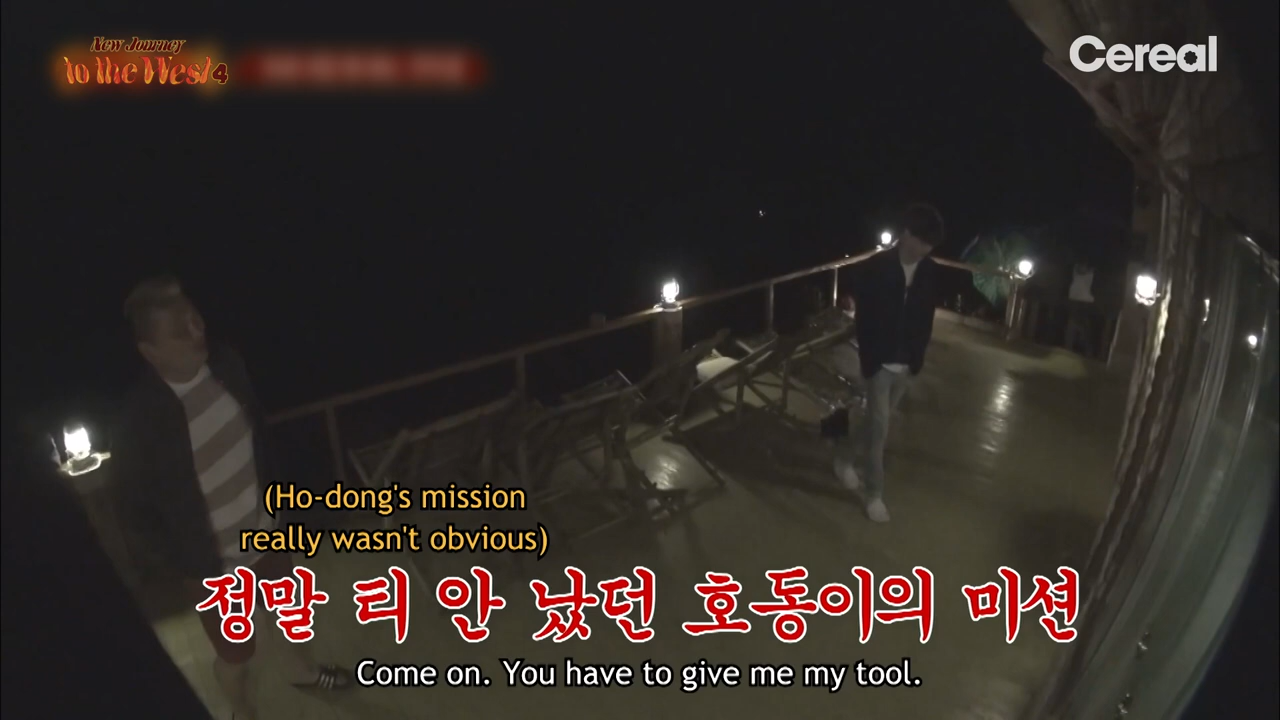 New Journey
to the West 4
Cereal
(Ho-dong's mission
really wasn't obvious)
정말 티 안 났던 호동이의 미션
Come on. You have to give me my tool.